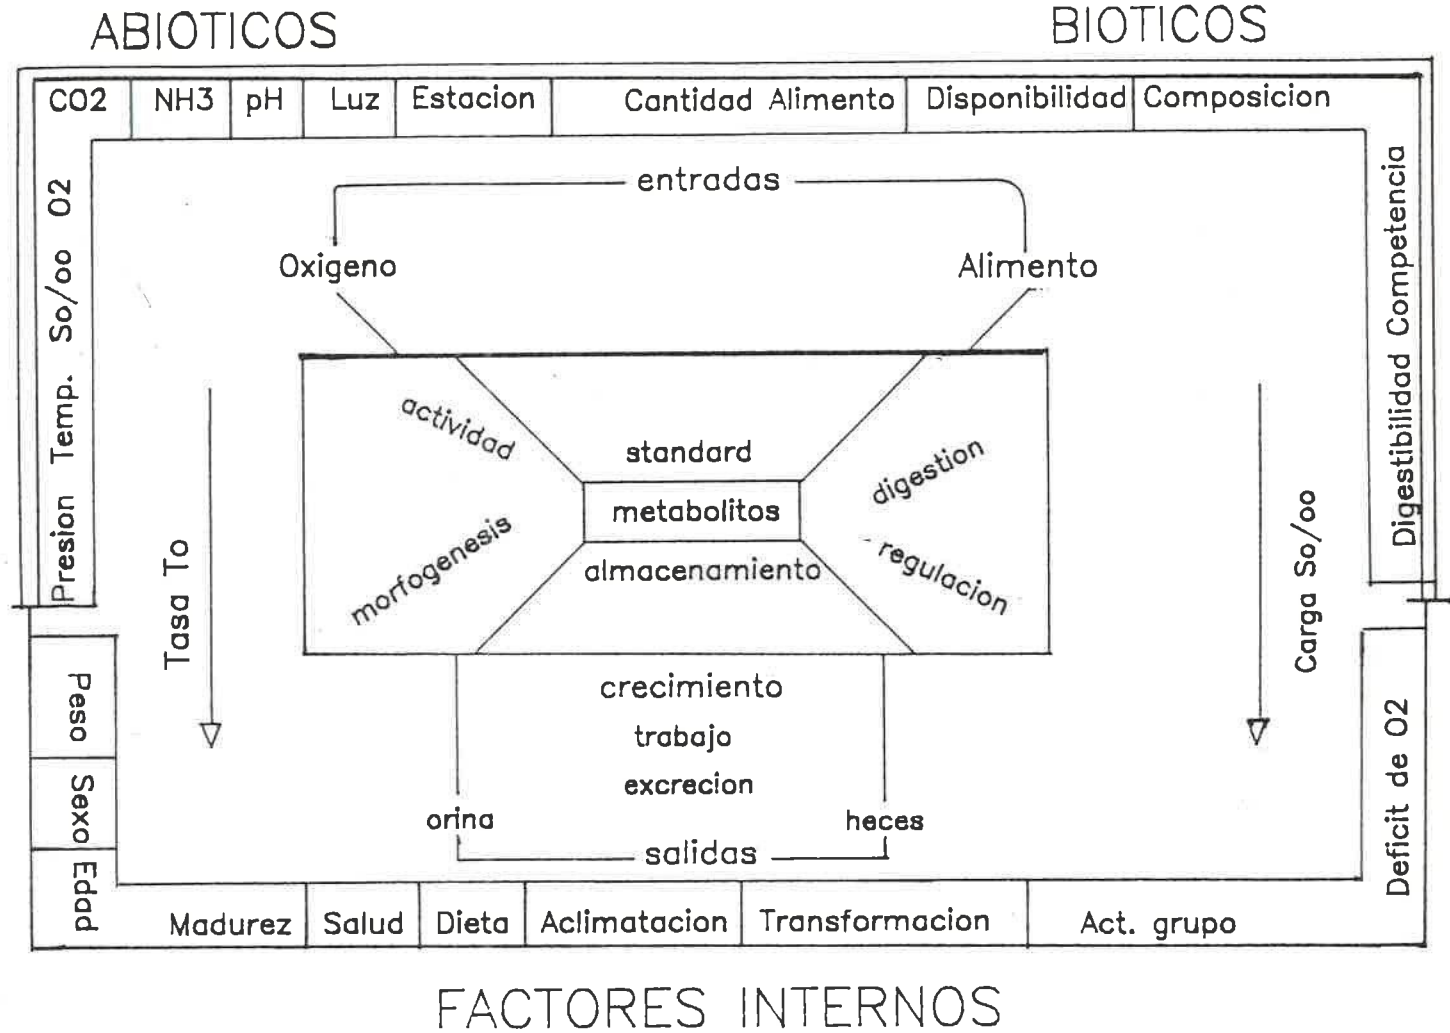 ABIOTICOS
BIOTICOS
CO2
NH3
pH
Luz
Estacion
Cantidad Alimento
Disponibilidad
Composicion
Presion Temp. So/oo O2
Digestibilidad Competencia
entradas
Oxigeno
Alimento
actividad
standard
digestion
metabolitos
morfogenesis
almacenamiento
regulacion
Tasa To
Carga So/oo
crecimiento
trabajo
excrecion
orina
heces
salidas
Peso
Sexo
Edad
Deficit de O2
Madurez
Salud
Dieta
Aclimatacion
Transformacion
Act. grupo
FACTORES INTERNOS